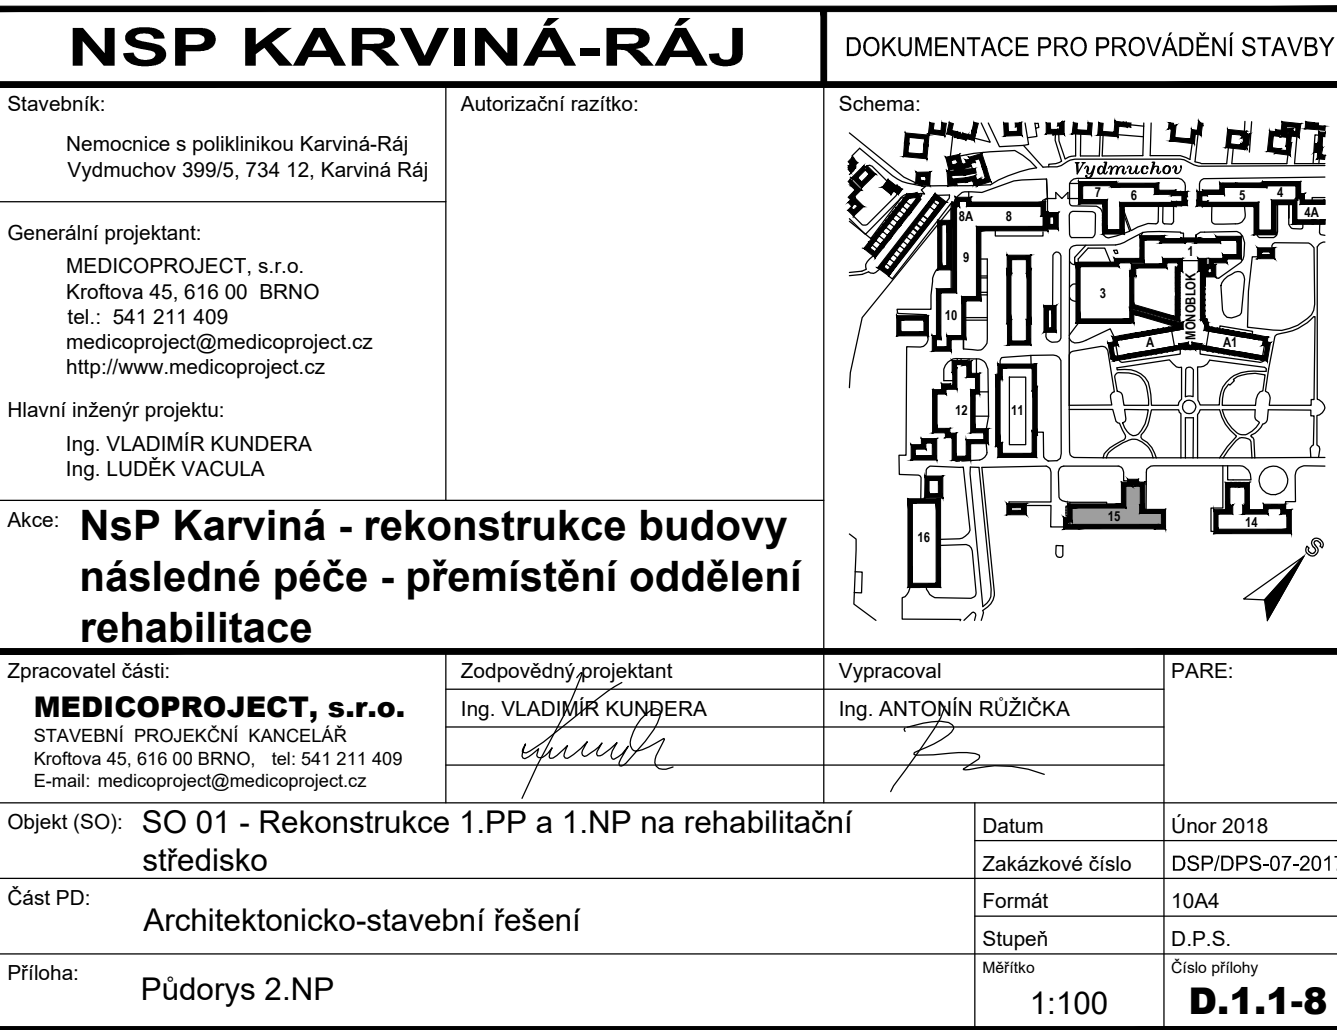 NSP KARVINÁ-RÁJ
DOKUMENTACE PRO PROVÁDĚNÍ STAVBY
Stavebník:
Nemocnice s poliklinikou Karviná-Ráj
Vydmuchov 399/5, 734 12, Karviná Ráj
Autorizační razítko:
Schema:
Vydmuchov
7
6
5
4
4A
8A
8
1
9
3
MONOBLOK
10
A
A1
12
11
15
14
16
S
Generální projektant:
MEDICOPROJECT, s.r.o.
Kroftova 45, 616 00 BRNO
tel.: 541 211 409
medicoproject@medicoproject.cz
http://www.medicoproject.cz
Hlavní inženýr projektu:
Ing. VLADIMÍR KUNDERA
Ing. LUDĚK VACULA
Akce:
NsP Karviná - rekonstrukce budovy
následné péče - přemístění oddělení
rehabilitace
Zpracovatel části:
MEDICOPROJECT, s.r.o.
STAVEBNÍ PROJEKČNÍ KANCELÁŘ
Kroftova 45, 616 00 BRNO, tel: 541 211 409
E-mail: medicoproject@medicoproject.cz
Zodpovědný projektant
Ing. VLADIMÍR KUNDERA
Vypracoval
Ing. ANTONÍN RŮŽIČKA
PARE:
Objekt (SO):
SO 01 - Rekonstrukce 1.PP a 1.NP na rehabilitační
středisko
Datum
Únor 2018
Zakázkové číslo
DSP/DPS-07-2017
Část PD:
Architektonicko-stavební řešení
Formát
10A4
Stupeň
D.P.S.
Příloha:
Půdorys 2.NP
Měřítko
1:100
Číslo přílohy
D.1.1-8